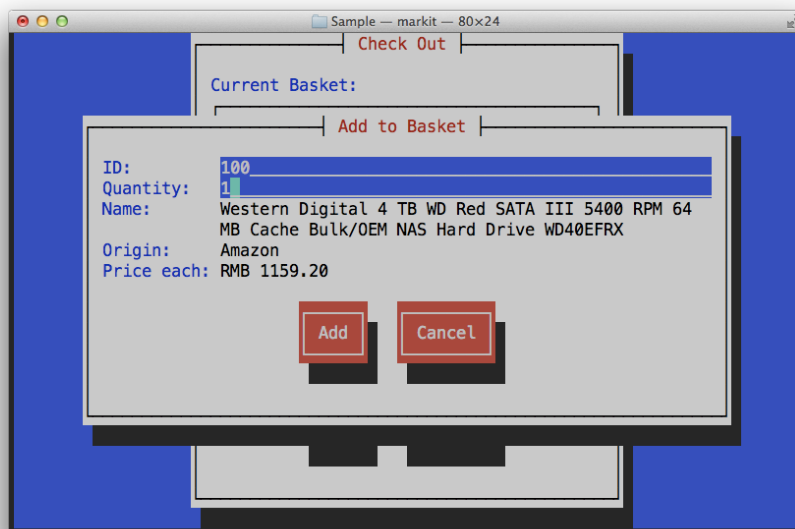 Sample — markit — 80×24
Check Out
Current Basket:
Add to Basket
ID: 100
Quantity: 1
Name: Western Digital 4 TB WD Red SATA III 5400 RPM 64
MB Cache Bulk/OEM NAS Hard Drive WD40EFRX
Origin: Amazon
Price each: RMB 1159.20
Add Cancel